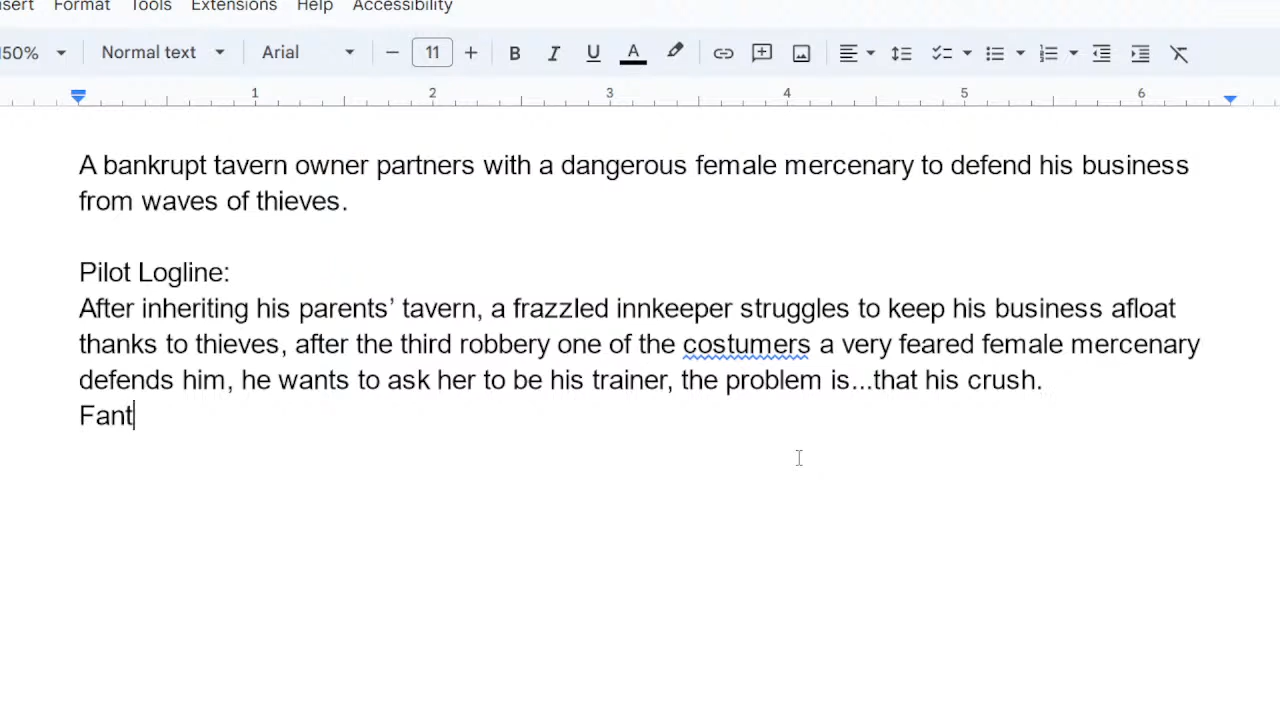 Format Tools Extensions Help Accessibility
Normal text Arial 11 B I U A
1 2 3 4 5 6
A bankrupt tavern owner partners with a dangerous female mercenary to defend his business
from waves of thieves.
Pilot Logline:
After inheriting his parents’ tavern, a frazzled innkeeper struggles to keep his business afloat
thanks to thieves, after the third robbery one of the costumers a very feared female mercenary
defends him, he wants to ask her to be his trainer, the problem is...that his crush.
Fant